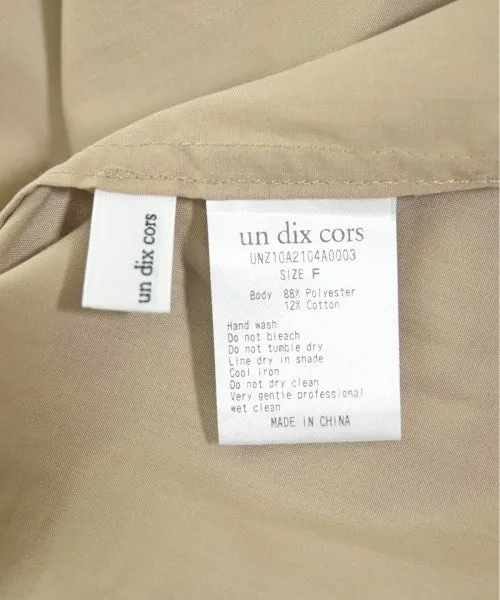 un dix cors
un dix cors
UNZ10A2104A0003
SIZE F
Body 88% Polyester
12% Cotton
Hand wash
Do not bleach
Do not tumble dry
Line dry in shade
Cool iron
Do not dry clean
Very gentle professional
wet clean
MADE IN CHINA